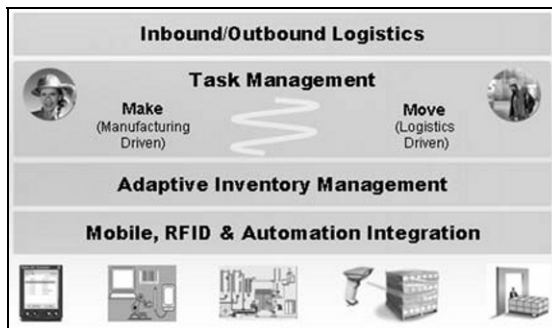 Inbound/Outbound Logistics
Task Management
Make
(Manufacturing
Driven)
Move
(Logistics
Driven)
Adaptive Inventory Management
Mobile, RFID & Automation Integration